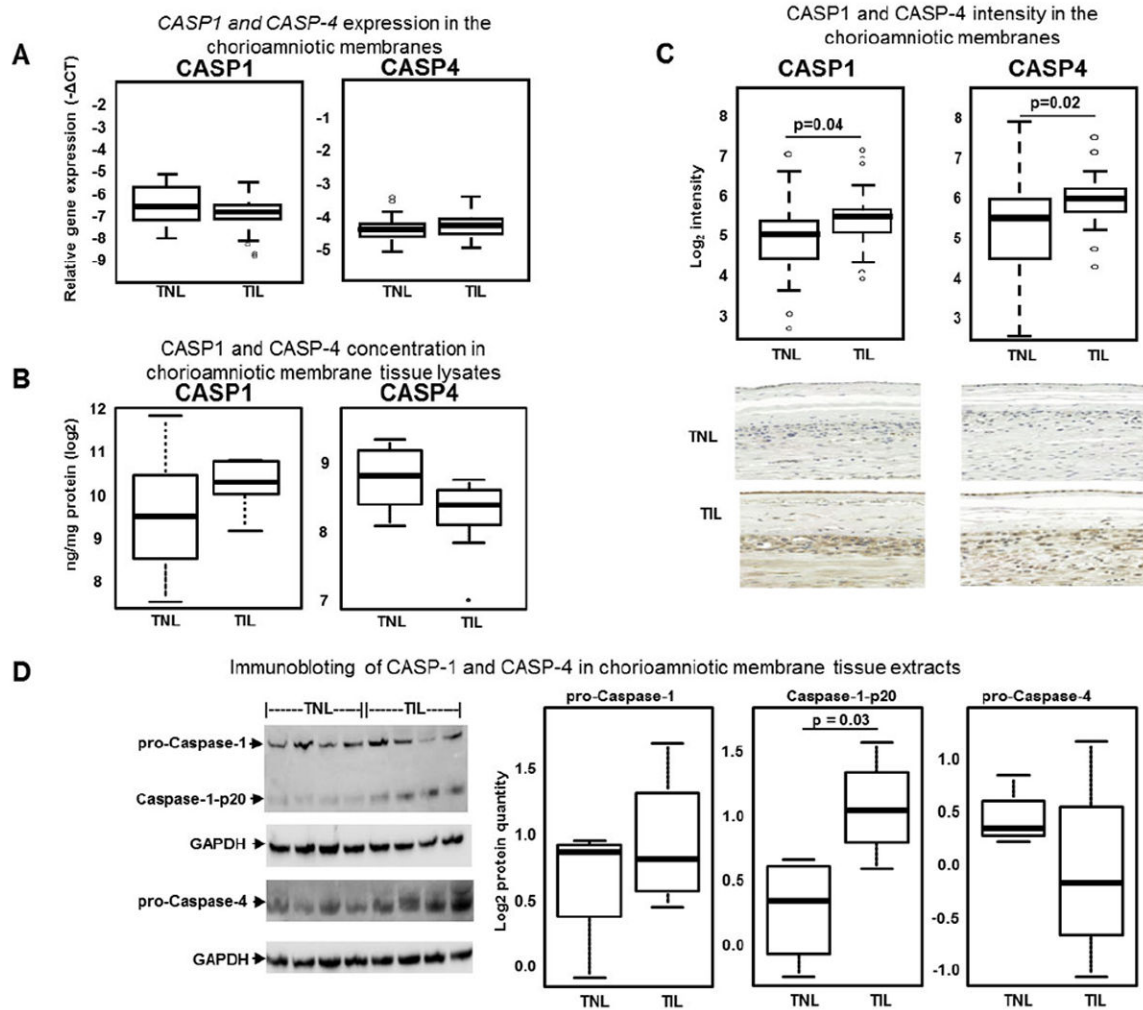 A
CASP1 and CASP-4 expression in the
chorioamniotic membranes
CASP1
CASP4
Relative gene expression (-ΔCT)
-2
-3
-4
-5
-6
-7
-8
-9
-1
-2
-3
-4
-5
TNL
TIL
TNL
TIL
B
CASP1 and CASP-4 concentration in
chorioamniotic membrane tissue lysates
CASP1
CASP4
ng/mg protein (log2)
12
11
10
9
8
9
8
7
TNL
TIL
TNL
TIL
C
CASP1 and CASP-4 intensity in the
chorioamniotic membranes
CASP1
CASP4
Log2 intensity
8
7
6
5
4
3
p=0.04
8
7
6
5
4
3
p=0.02
TNL
TIL
TNL
TIL
TNL
TIL
D
Immunobloting of CASP-1 and CASP-4 in chorioamniotic membrane tissue extracts
|------TNL-----||------TIL------|
pro-Caspase-1
Caspase-1-p20
GAPDH
pro-Caspase-4
GAPDH
pro-Caspase-1
Caspase-1-p20
pro-Caspase-4
Log2 protein quantity
1.5
1.0
0.5
0.0
p = 0.03
1.5
1.0
0.5
0.0
1.0
0.5
0.0
-0.5
-1.0
TNL
TIL
TNL
TIL
TNL
TIL